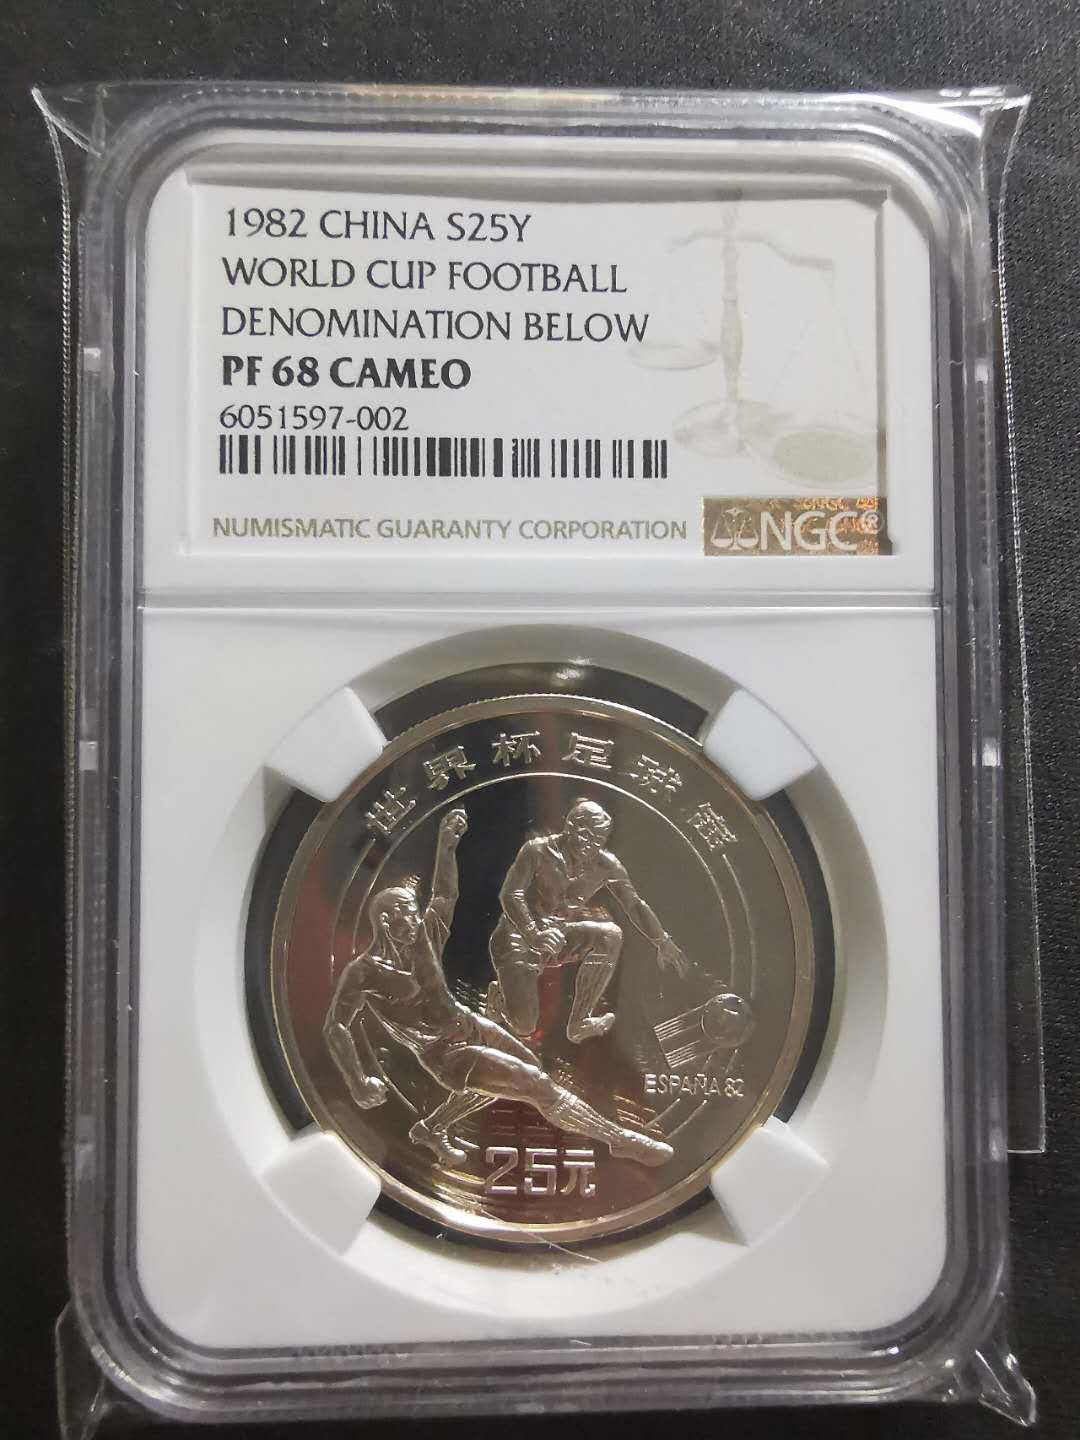 1982 CHINA S25Y
WORLD CUP FOOTBALL
DENOMINATION BELOW
PF 68 CAMEO
6051597-002
NUMISMATIC GUARANTY CORPORATION
NGC®
世界杯足球赛
ESPAÑA 82
25元